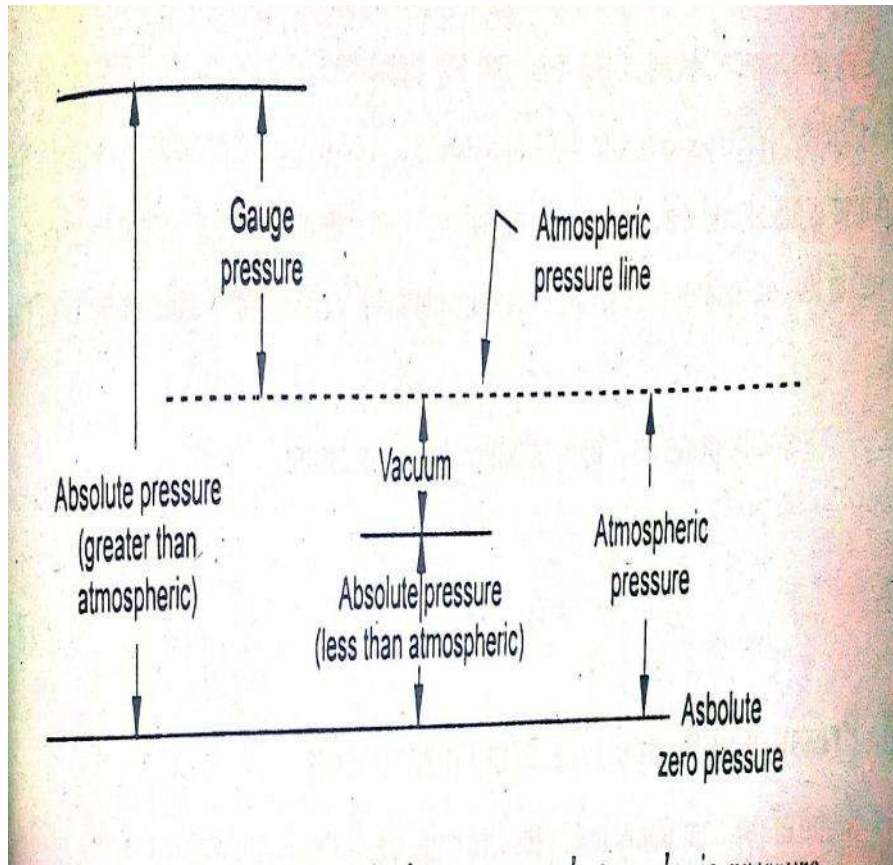 Gauge
pressure
Atmospheric
pressure line
Vacuum
Absolute pressure
(greater than
atmospheric)
Absolute pressure
(less than atmospheric)
Atmospheric
pressure
Asbolute
zero pressure